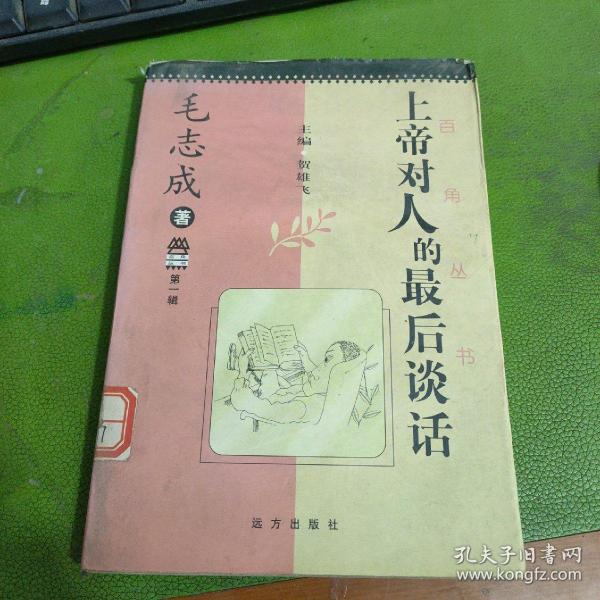 百角丛书
上帝对人的最后谈话
主编·贺雄飞
毛志成
著
第一辑
7
远方出版社
孔夫子旧书网
www.kongfz.com